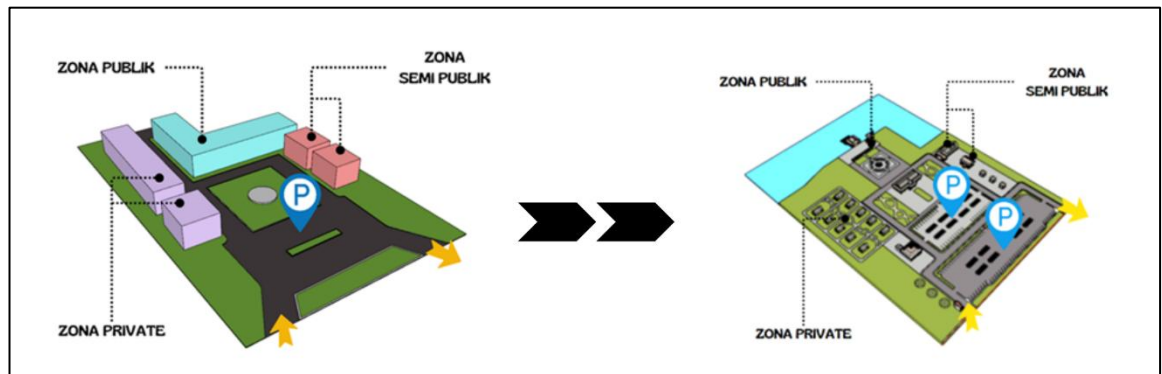 ZONA PUBLIK
ZONA
SEMI PUBLIK
P
ZONA PRIVATE
ZONA PUBLIK
ZONA
SEMI PUBLIK
P
P
ZONA PRIVATE